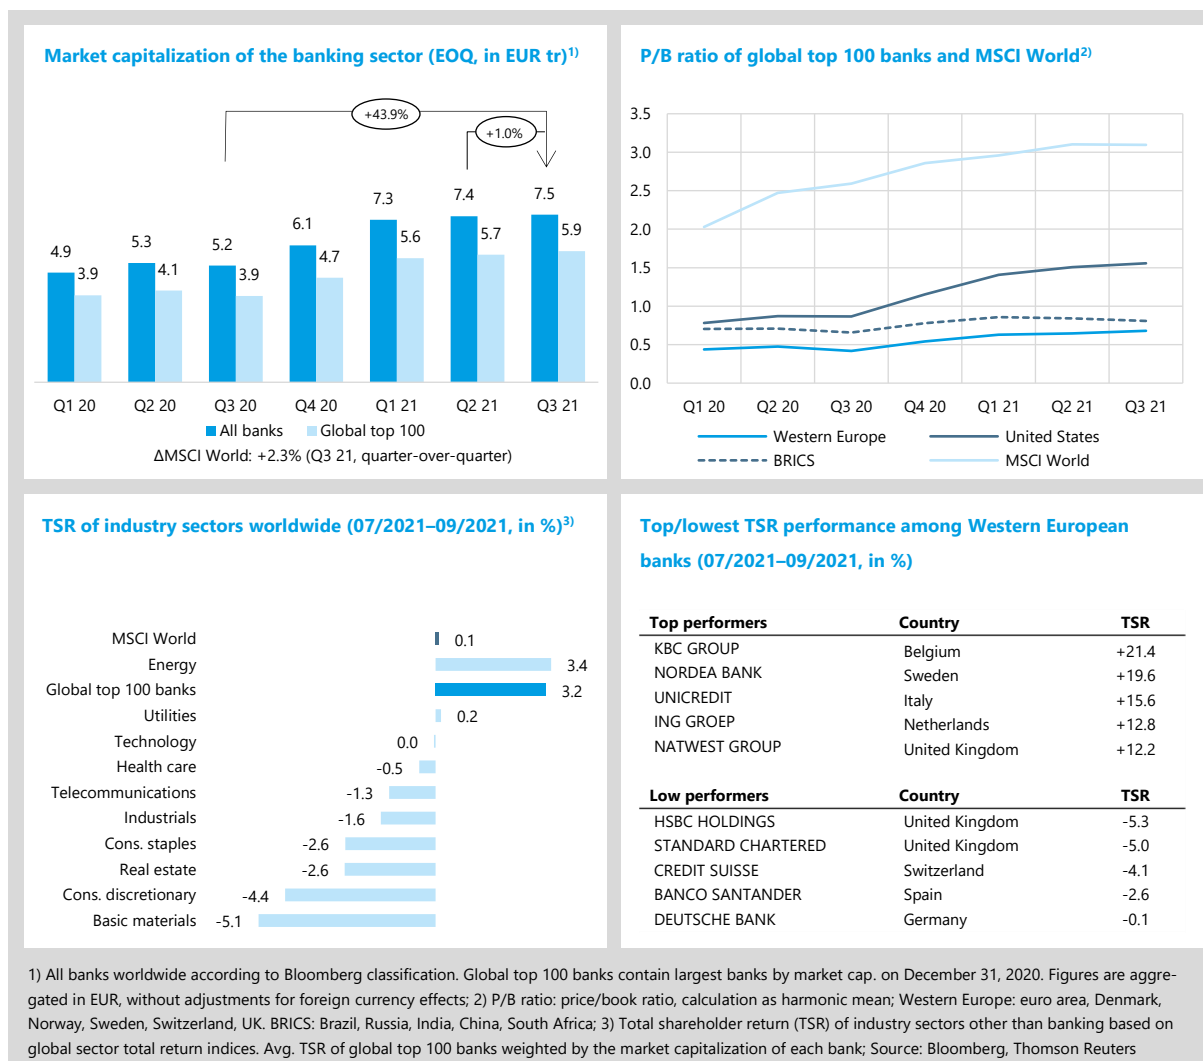 Market capitalization of the banking sector (EOQ, in EUR tr)1)
+43.9%
+1.0%
4.9
3.9
5.3
4.1
5.2
3.9
6.1
4.7
7.3
5.6
7.4
5.7
7.5
5.9
Q1 20 Q2 20 Q3 20 Q4 20 Q1 21 Q2 21 Q3 21
All banks Global top 100
ΔMSCI World: +2.3% (Q3 21, quarter-over-quarter)
P/B ratio of global top 100 banks and MSCI World2)
3.5
3.0
2.5
2.0
1.5
1.0
0.5
0.0
Q1 20 Q2 20 Q3 20 Q4 20 Q1 21 Q2 21 Q3 21
Western Europe United States
BRICS MSCI World
TSR of industry sectors worldwide (07/2021–09/2021, in %)3)
MSCI World 0.1
Energy 3.4
Global top 100 banks 3.2
Utilities 0.2
Technology 0.0
Health care -0.5
Telecommunications -1.3
Industrials -1.6
Cons. staples -2.6
Real estate -2.6
Cons. discretionary -4.4
Basic materials -5.1
Top/lowest TSR performance among Western European
banks (07/2021–09/2021, in %)
Top performers Country TSR
KBC GROUP Belgium +21.4
NORDEA BANK Sweden +19.6
UNICREDIT Italy +15.6
ING GROEP Netherlands +12.8
NATWEST GROUP United Kingdom +12.2
Low performers Country TSR
HSBC HOLDINGS United Kingdom -5.3
STANDARD CHARTERED United Kingdom -5.0
CREDIT SUISSE Switzerland -4.1
BANCO SANTANDER Spain -2.6
DEUTSCHE BANK Germany -0.1
1) All banks worldwide according to Bloomberg classification. Global top 100 banks contain largest banks by market cap. on December 31, 2020. Figures are aggre-
gated in EUR, without adjustments for foreign currency effects; 2) P/B ratio: price/book ratio, calculation as harmonic mean; Western Europe: euro area, Denmark,
Norway, Sweden, Switzerland, UK. BRICS: Brazil, Russia, India, China, South Africa; 3) Total shareholder return (TSR) of industry sectors other than banking based on
global sector total return indices. Avg. TSR of global top 100 banks weighted by the market capitalization of each bank; Source: Bloomberg, Thomson Reuters